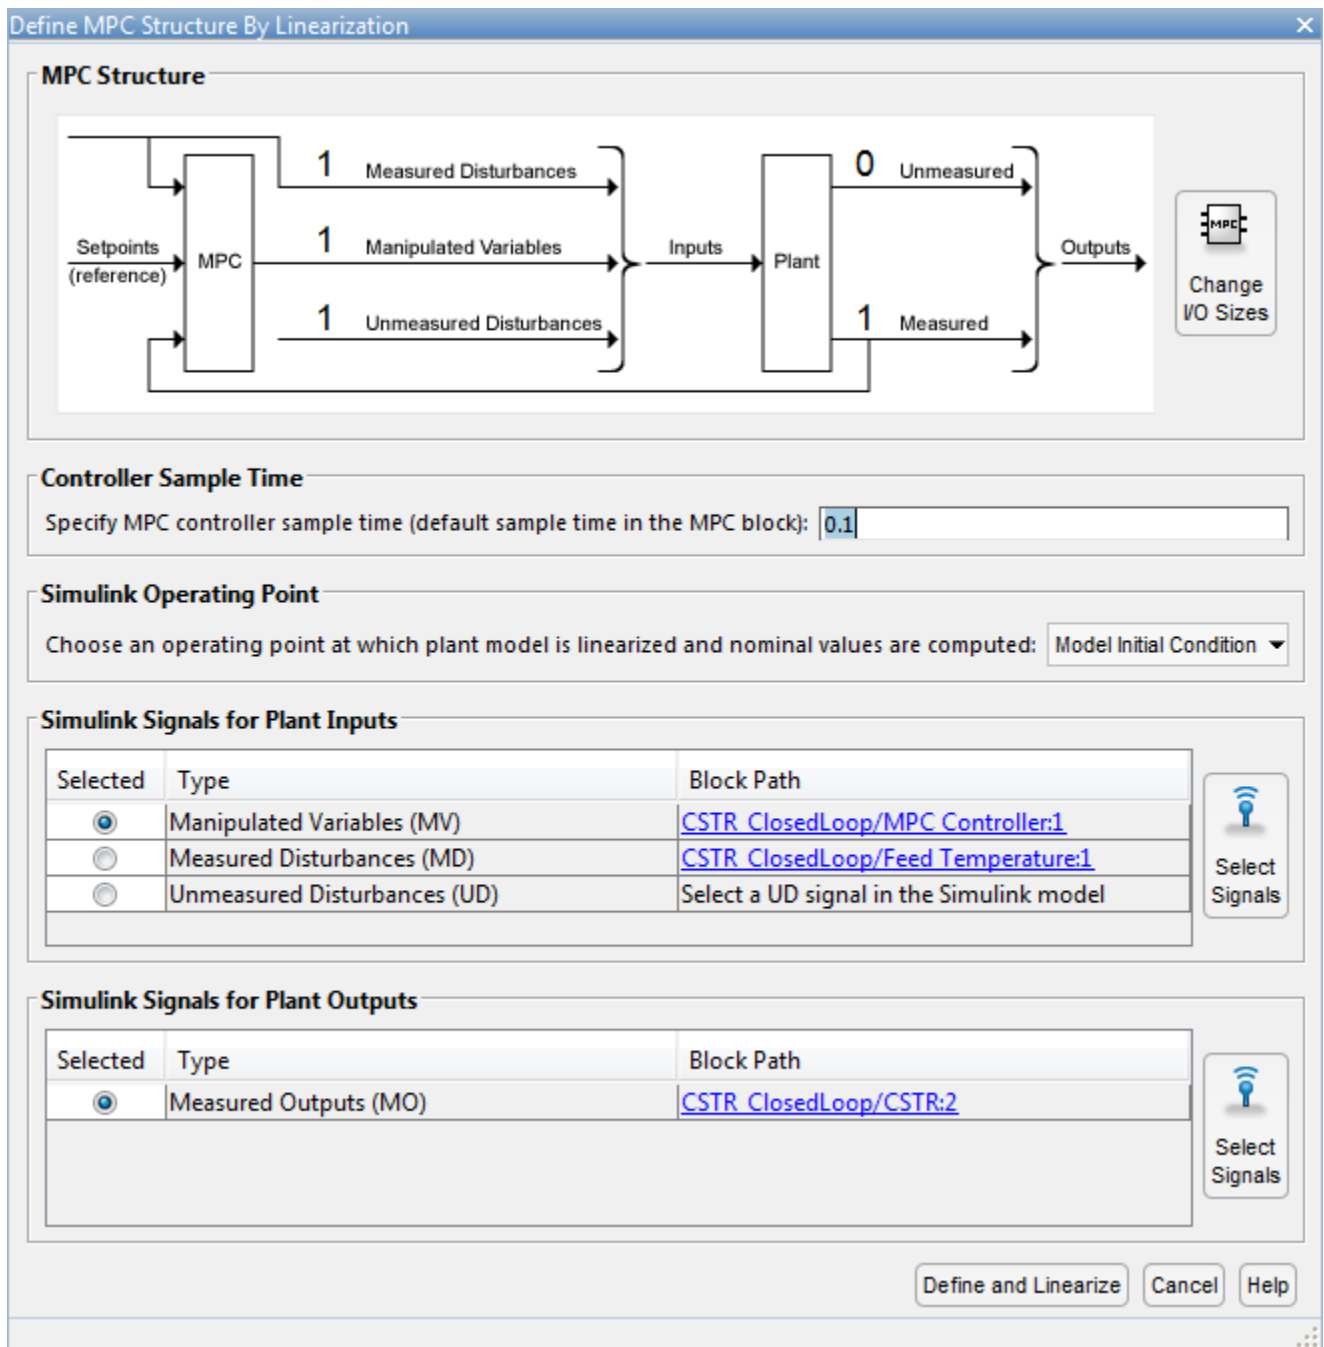 Define MPC Structure By Linearization
MPC Structure
1 Measured Disturbances
0 Unmeasured
Setpoints
(reference)
MPC
1 Manipulated Variables
Inputs
Plant
Outputs
1 Unmeasured Disturbances
1 Measured
MPC
Change
I/O Sizes
Controller Sample Time
Specify MPC controller sample time (default sample time in the MPC block): 0.1
Simulink Operating Point
Choose an operating point at which plant model is linearized and nominal values are computed: Model Initial Condition
Simulink Signals for Plant Inputs
Selected Type Block Path
Manipulated Variables (MV) CSTR_ClosedLoop/MPC Controller:1
Measured Disturbances (MD) CSTR_ClosedLoop/Feed Temperature:1
Unmeasured Disturbances (UD) Select a UD signal in the Simulink model
Select
Signals
Simulink Signals for Plant Outputs
Selected Type Block Path
Measured Outputs (MO) CSTR_ClosedLoop/CSTR:2
Select
Signals
Define and Linearize Cancel Help